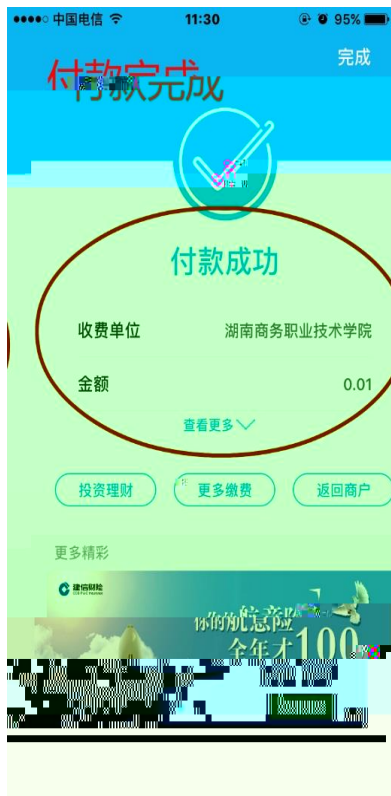 中国电信 11:30 95%
完成
付款完成
付款成功
收费单位 湖南商务职业技术学院
金额 0.01
查看更多
投资理财 更多缴费 返回商户
更多精彩
建信财险
你的航意险
全年才100